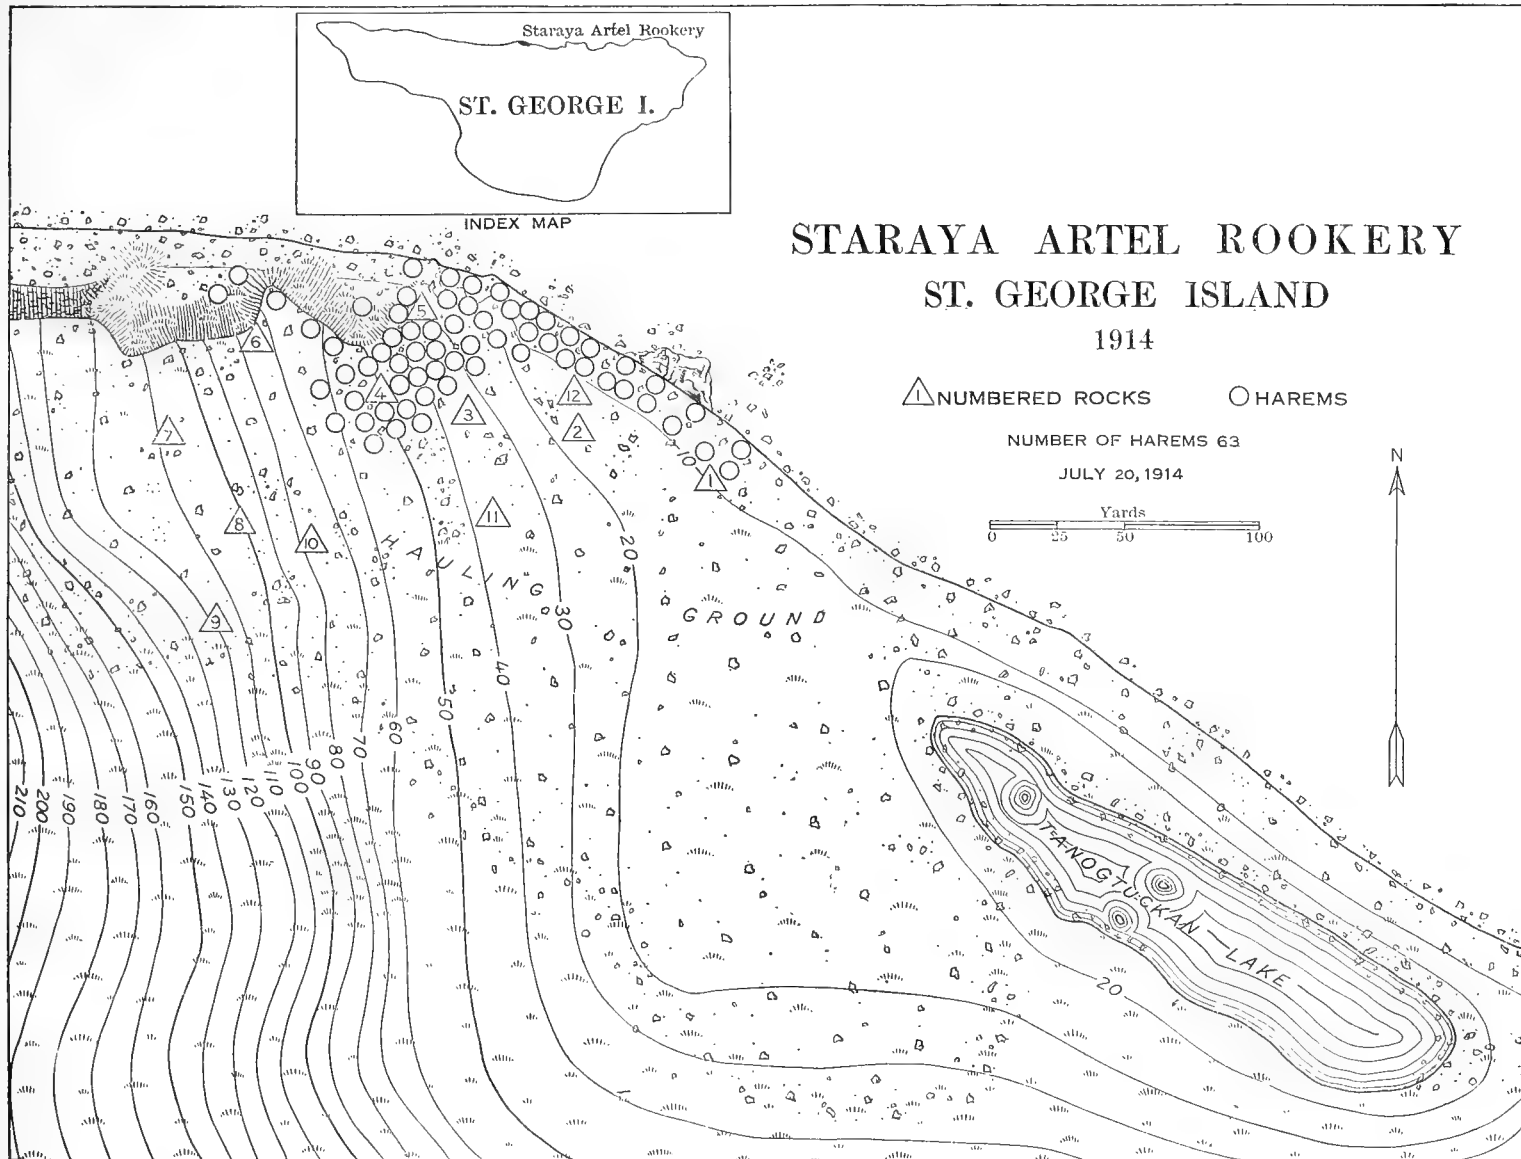 Staraya Artel Rookery
ST. GEORGE I.
INDEX MAP
STARAYA ARTEL ROOKERY
ST. GEORGE ISLAND
1914
1 NUMBERED ROCKS
HAREMS
NUMBER OF HAREMS 63
JULY 20, 1914
N
Yards
0 25 50 100
5
6
4
3
12
2
7
10
1
8
10
11
20
HAULING GROUND
9
30
40
50
60
70
80
90
100
110
120
130
140
150
160
170
180
190
200
210
TANOGTUCKAN LAKE
20